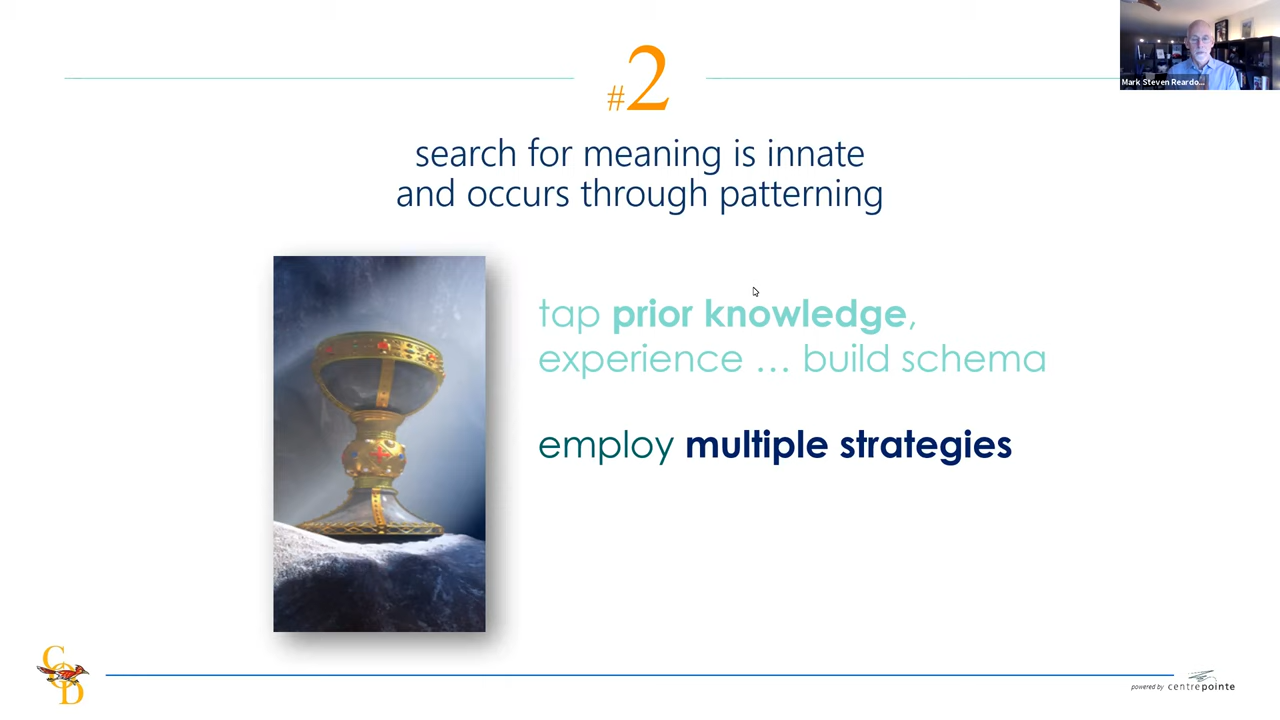 #2
Mark Steven Reardo...
search for meaning is innate
and occurs through patterning
tap prior knowledge,
experience … build schema
employ multiple strategies
COD
powered by centrepointe